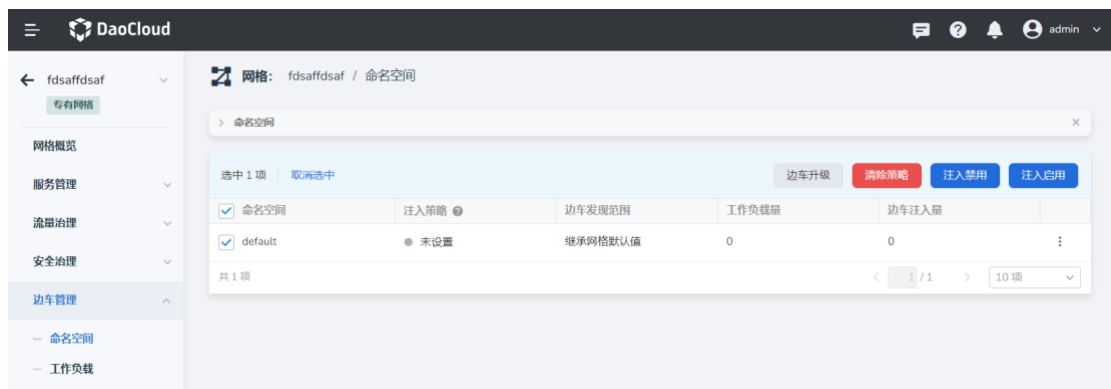 DaoCloud
admin
fdsaffdsaf
专有网格
网格： fdsaffdsaf / 命名空间
命名空间
网格概览
服务管理
流量治理
安全治理
边车管理
命名空间
工作负载
选中 1 项 取消选中 边车升级 清除策略 注入禁用 注入启用
命名空间 注入策略 边车发现范围 工作负载量 边车注入量
default 未设置 继承网格默认值 0 0
共 1 项 1 / 1 10 项